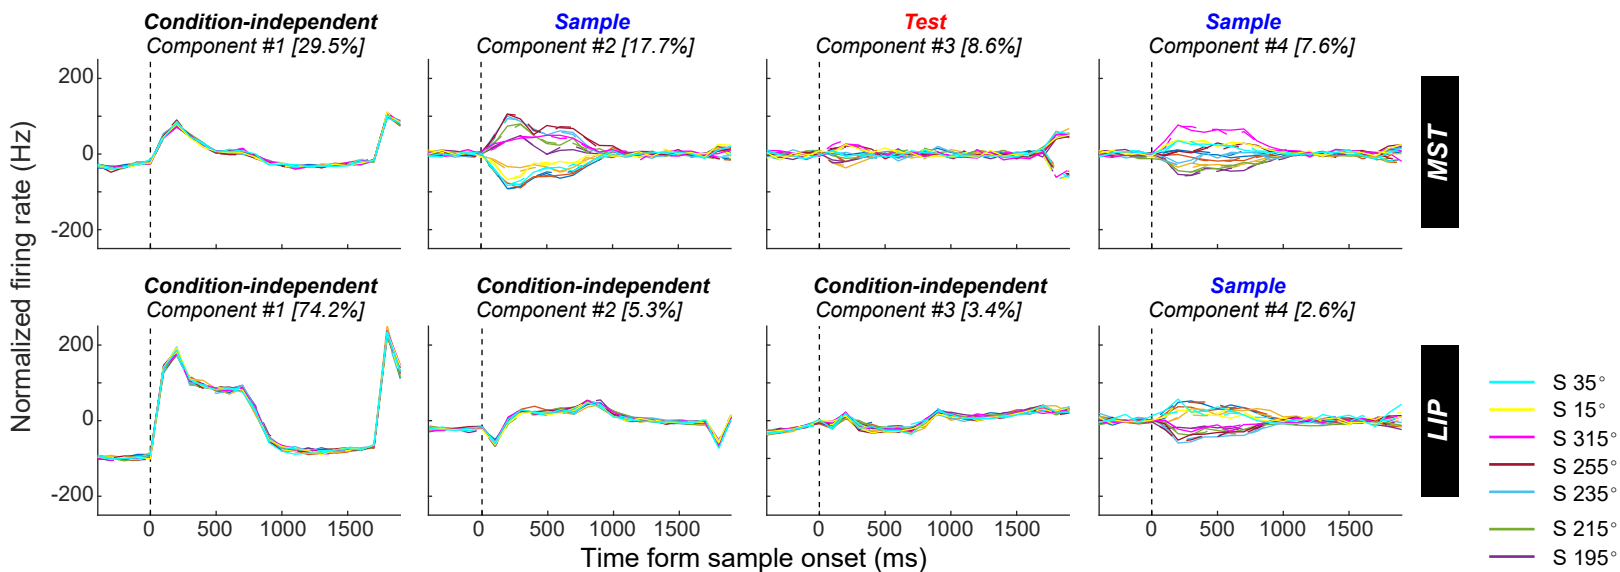 Condition-independent
Component #1 [29.5%]
Sample
Component #2 [17.7%]
Test
Component #3 [8.6%]
Sample
Component #4 [7.6%]
200
0
-200
MST
Condition-independent
Component #1 [74.2%]
Condition-independent
Component #2 [5.3%]
Condition-independent
Component #3 [3.4%]
Sample
Component #4 [2.6%]
200
0
-200
LIP
0 500 1000 1500
0 500 1000 1500
0 500 1000 1500
0 500 1000 1500
Normalized firing rate (Hz)
Time form sample onset (ms)
S 35°
S 15°
S 315°
S 255°
S 235°
S 215°
S 195°